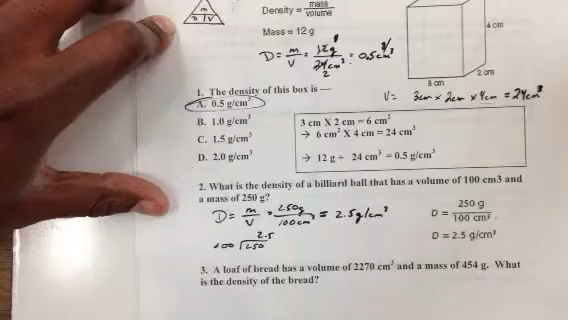 m
D V
Density = mass
volume
Mass = 12 g
D = m/V = 12g/24cm³ = 0.5
2
4 cm
2 cm
3 cm
V = 3cm x 2cm x 4cm = 24cm³
1. The density of this box is —
A. 0.5 g/cm³
B. 1.0 g/cm³
C. 1.5 g/cm³
D. 2.0 g/cm³
3 cm X 2 cm = 6 cm²
→ 6 cm² X 4 cm = 24 cm³
→ 12 g ÷ 24 cm³ = 0.5 g/cm³
2. What is the density of a billiard ball that has a volume of 100 cm3 and
a mass of 250 g?
D = m/V = 250g/100cm³ = 2.5g/cm³
2.5
100 √250
D = 250 g
100 cm³
D = 2.5 g/cm³
3. A loaf of bread has a volume of 2270 cm³ and a mass of 454 g. What
is the density of the bread?